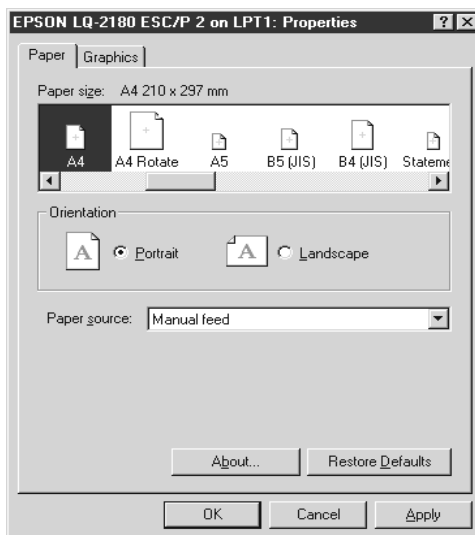 EPSON LQ-2180 ESC/P 2 on LPT1: Properties
Paper Graphics
Paper size: A4 210 x 297 mm
A4 A4 Rotate A5 B5 (JIS) B4 (JIS) Stateme
Orientation
A Portrait A Landscape
Paper source: Manual feed
About... Restore Defaults
OK Cancel Apply